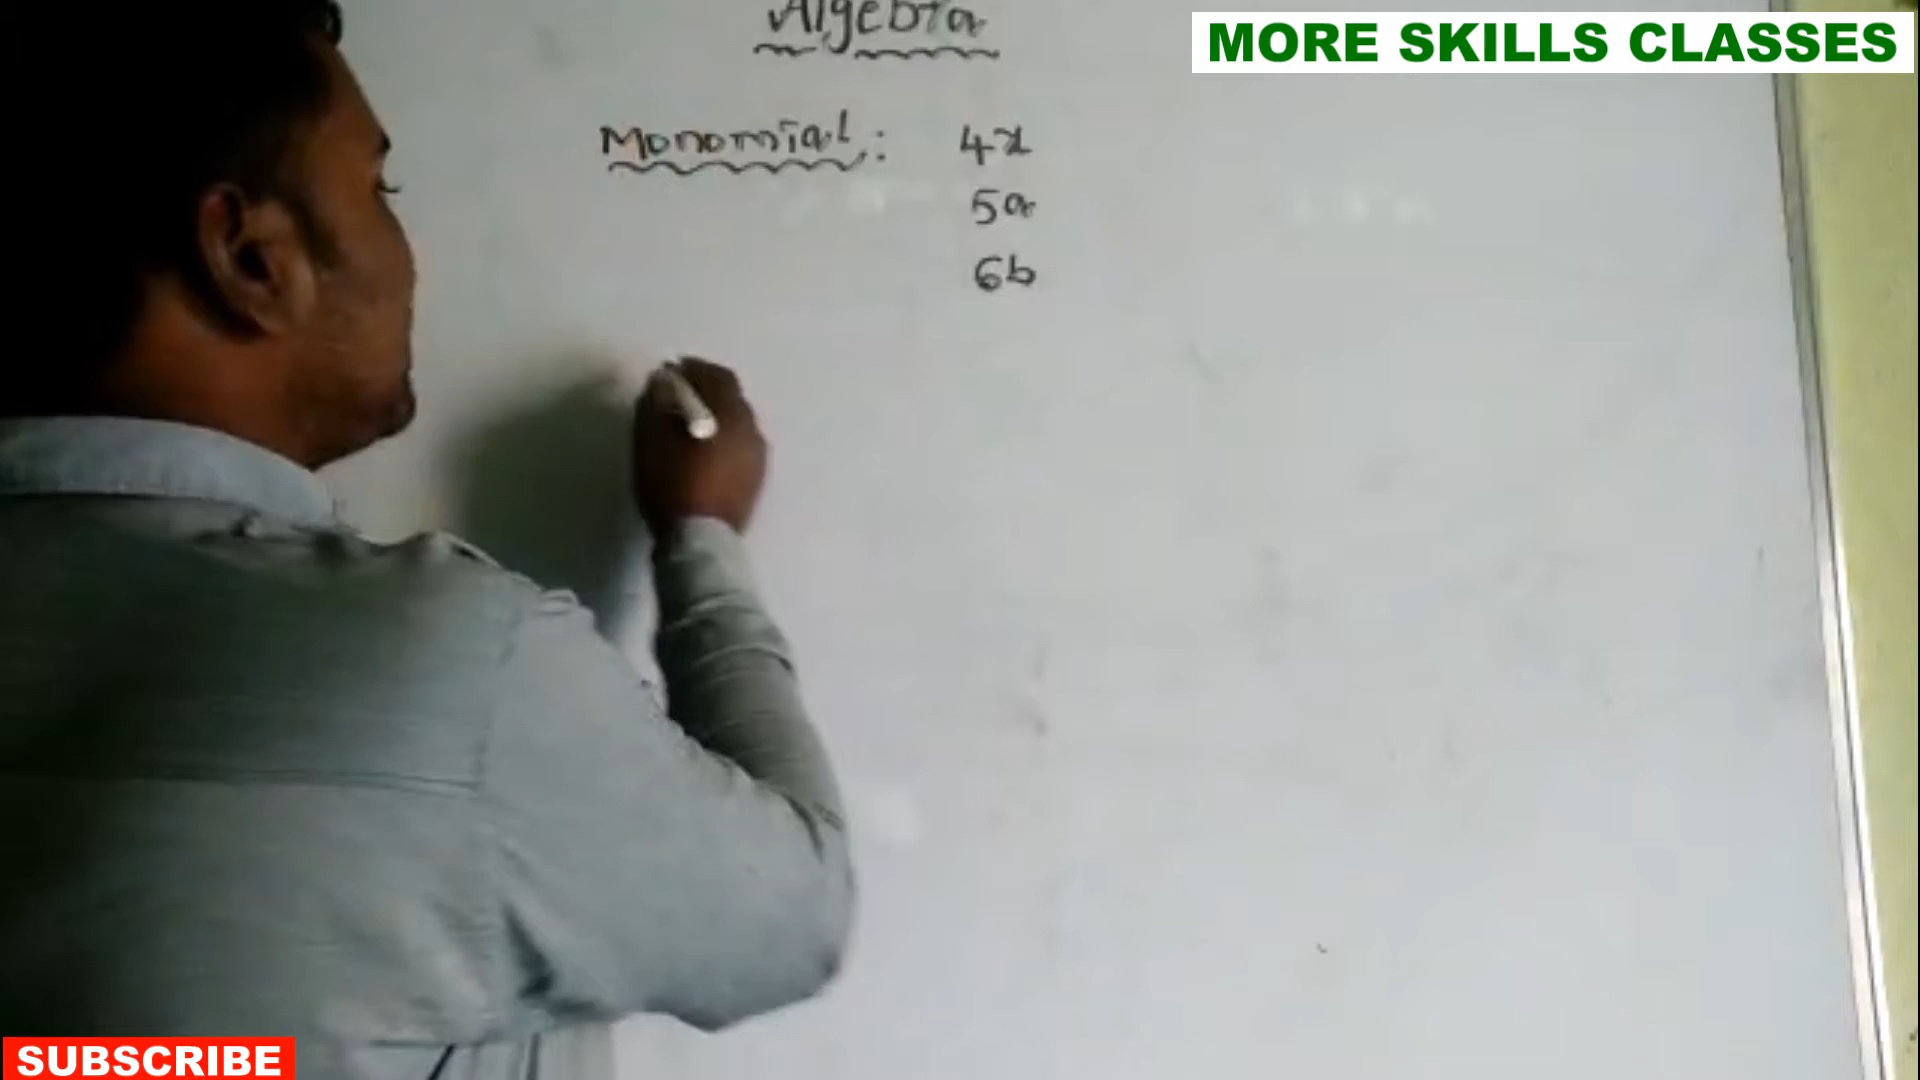 Algebra
MORE SKILLS CLASSES
Monomial : 4x
5a
6b
SUBSCRIBE